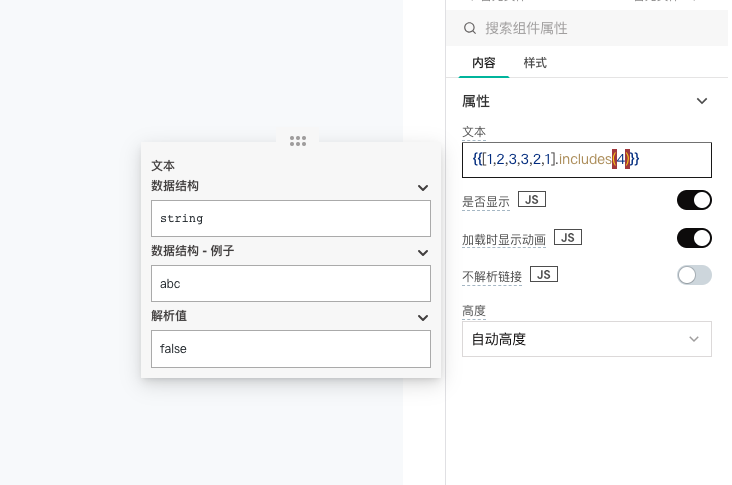 搜索组件属性
内容 样式
属性
文本
{{[1,2,3,3,2,1].includes(4)}}
是否显示 JS
加载时显示动画 JS
不解析链接 JS
高度
自动高度
文本
数据结构
string
数据结构 - 例子
abc
解析值
false